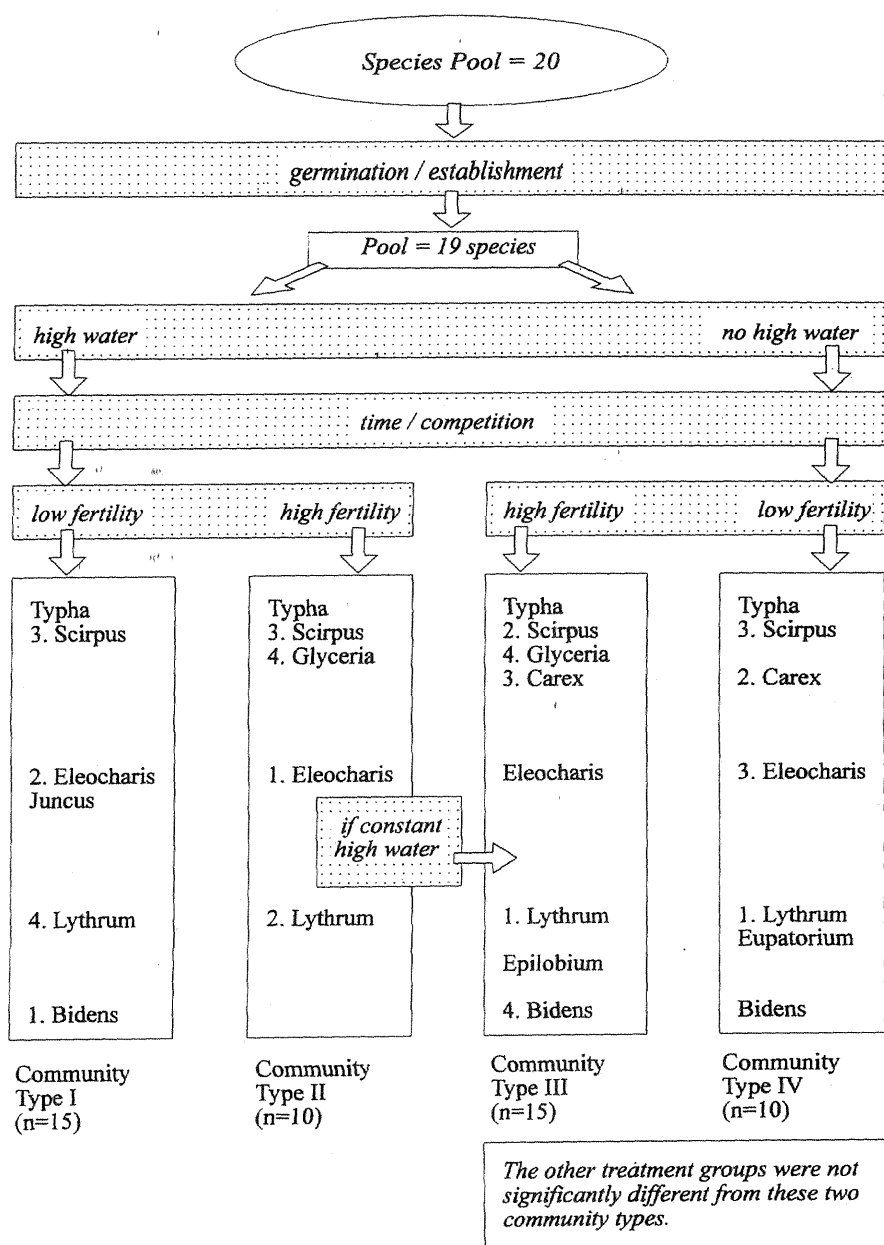 Species Pool = 20
germination / establishment
Pool = 19 species
high water
no high water
time / competition
low fertility
high fertility
high fertility
low fertility
Typha
3. Scirpus
2. Eleocharis
Juncus
4. Lythrum
1. Bidens
Community
Type I
(n=15)
Typha
3. Scirpus
4. Glyceria
1. Eleocharis
if constant
high water
2. Lythrum
Community
Type II
(n=10)
Typha
2. Scirpus
4. Glyceria
3. Carex
Eleocharis
1. Lythrum
Epilobium
4. Bidens
Community
Type III
(n=15)
Typha
3. Scirpus
2. Carex
3. Eleocharis
1. Lythrum
Eupatorium
Bidens
Community
Type IV
(n=10)
The other treatment groups were not
significantly different from these two
community types.